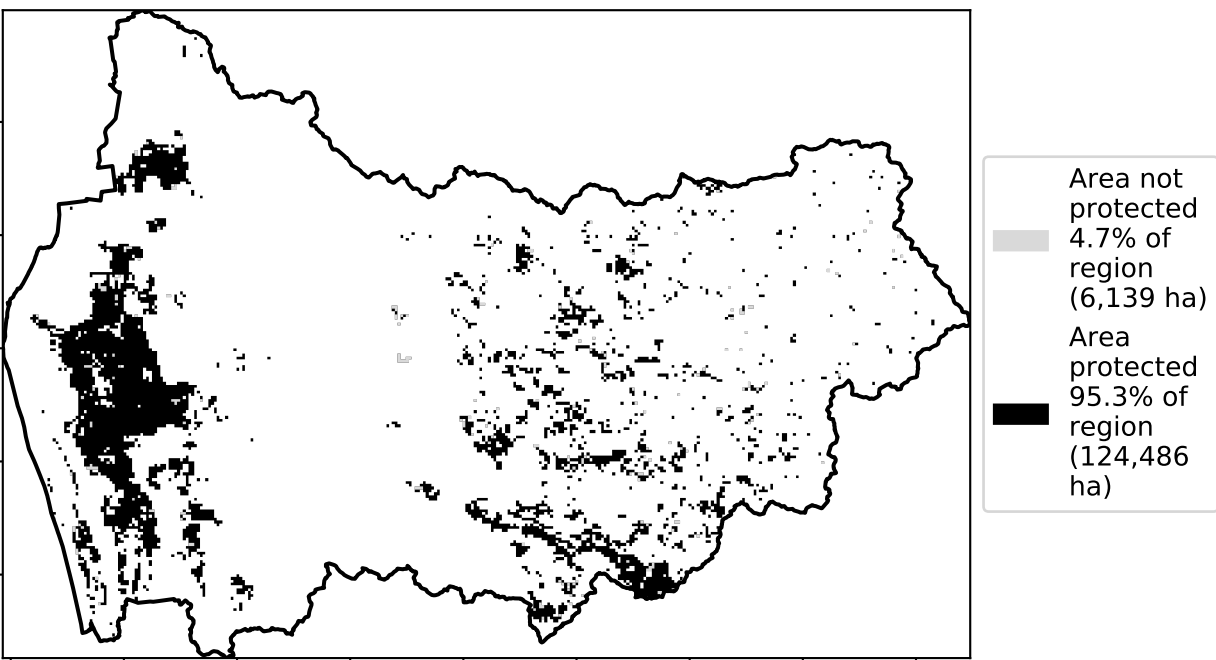 Area not
protected
4.7% of
region
(6,139 ha)
Area
protected
95.3% of
region
(124,486
ha)